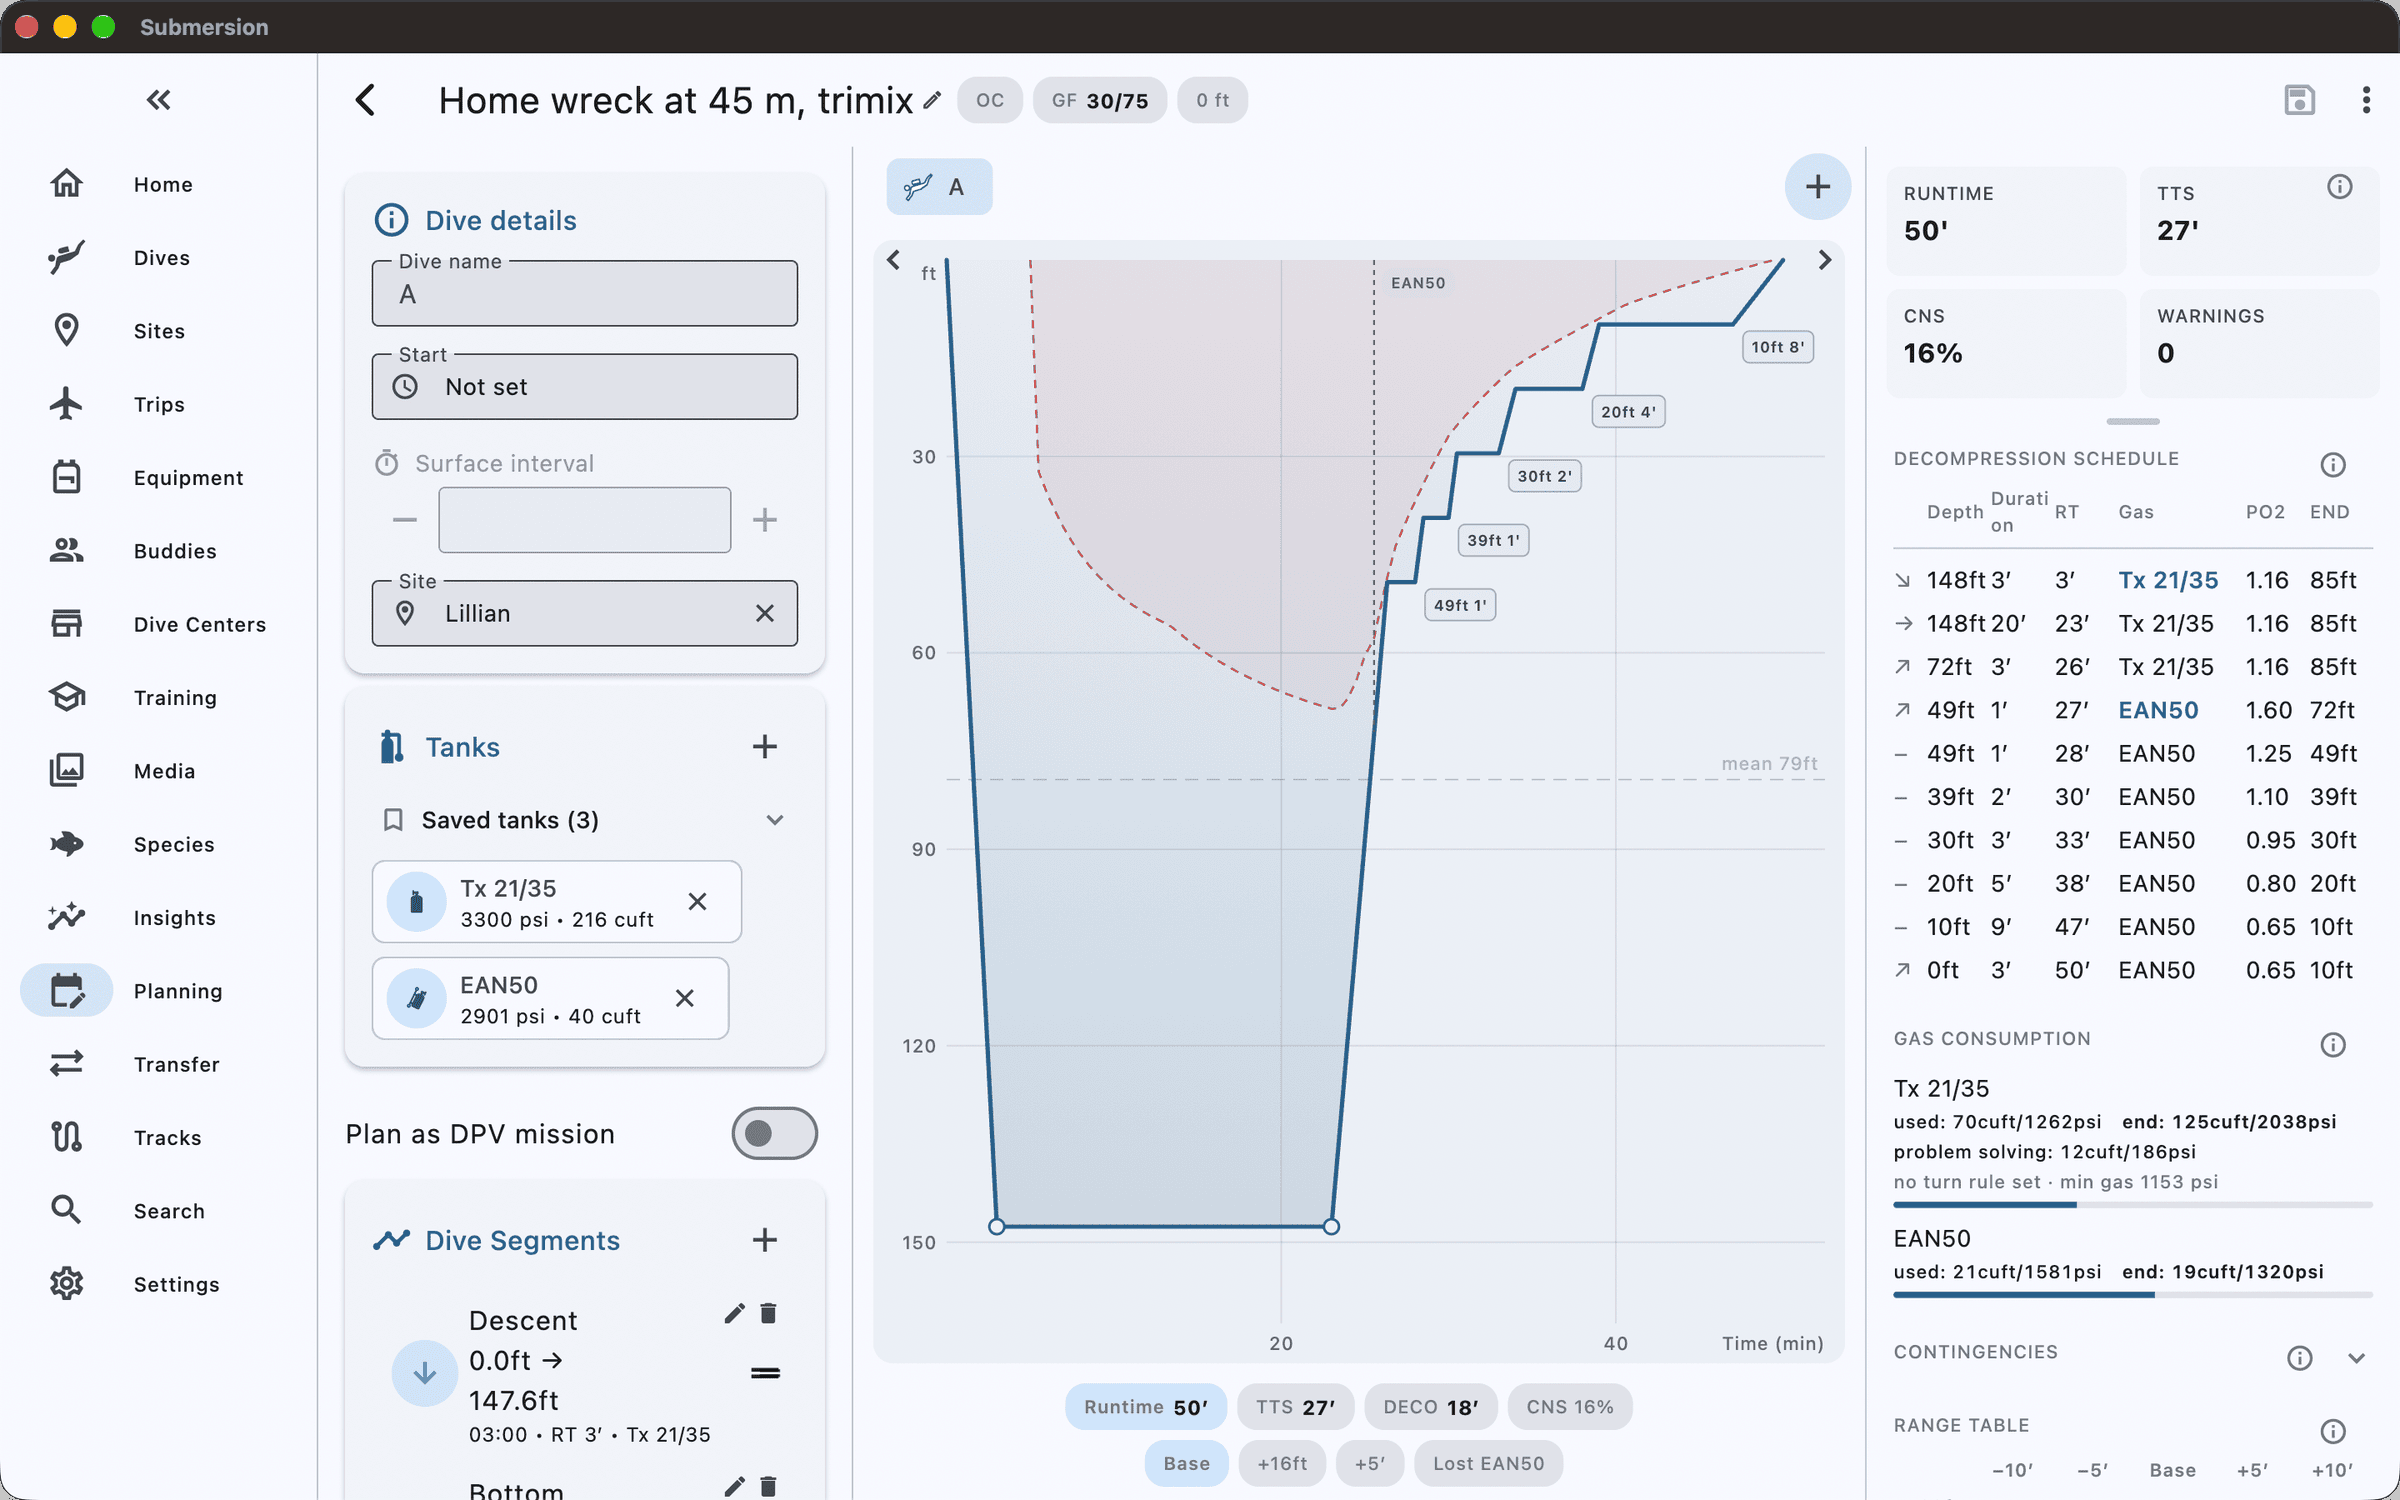 Submersion
Home wreck at 45 m, trimix
OC
GF 30/75
0 ft
Home
Dives
Sites
Trips
Equipment
Buddies
Dive Centers
Training
Media
Species
Insights
Planning
Transfer
Tracks
Search
Settings
Dive details
Dive name
A
Start
Not set
Surface interval
Site
Lillian
Tanks
Saved tanks (3)
Tx 21/35
3300 psi • 216 cuft
EAN50
2901 psi • 40 cuft
Plan as DPV mission
Dive Segments
Descent
0.0ft →
147.6ft
03:00 • RT 3′ • Tx 21/35
Bottom
A
ft
EAN50
10ft 8'
20ft 4'
30
30ft 2'
39ft 1'
49ft 1'
60
mean 79ft
90
120
150
20
40
Time (min)
Runtime 50′
TTS 27′
DECO 18′
CNS 16%
Base
+16ft
+5′
Lost EAN50
RUNTIME
50'
TTS
27'
CNS
16%
WARNINGS
0
DECOMPRESSION SCHEDULE
Depth Durati on RT Gas PO2 END
148ft 3′ 3′ Tx 21/35 1.16 85ft
148ft 20′ 23′ Tx 21/35 1.16 85ft
72ft 3′ 26′ Tx 21/35 1.16 85ft
49ft 1′ 27′ EAN50 1.60 72ft
49ft 1′ 28′ EAN50 1.25 49ft
39ft 2′ 30′ EAN50 1.10 39ft
30ft 3′ 33′ EAN50 0.95 30ft
20ft 5′ 38′ EAN50 0.80 20ft
10ft 9′ 47′ EAN50 0.65 10ft
0ft 3′ 50′ EAN50 0.65 10ft
GAS CONSUMPTION
Tx 21/35
used: 70cuft/1262psi end: 125cuft/2038psi
problem solving: 12cuft/186psi
no turn rule set · min gas 1153 psi
EAN50
used: 21cuft/1581psi end: 19cuft/1320psi
CONTINGENCIES
RANGE TABLE
−10′ −5′ Base +5′ +10′